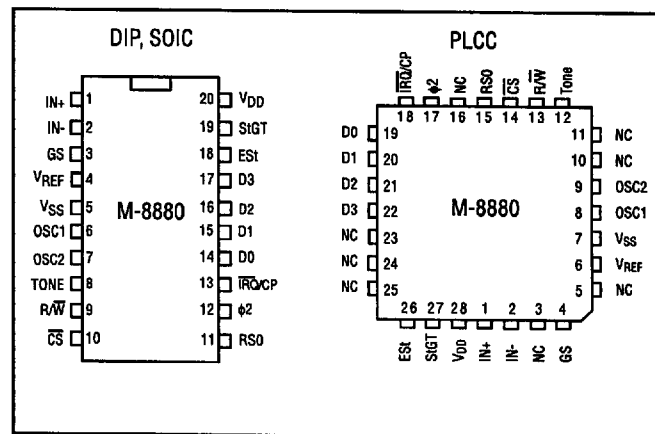 DIP, SOIC
IN+ 1 20 VDD
IN- 2 19 StGT
GS 3 18 ESt
VREF 4 17 D3
VSS 5 16 D2
OSC1 6 15 D1
OSC2 7 14 D0
TONE 8 13 IRQ/CP
R/W 9 12 ϕ2
CS 10 11 RS0
M-8880
PLCC
IRQ/CP ϕ2 NC RS0 CS R/W Tone
18 17 16 15 14 13 12
D0 19 11 NC
D1 20 10 NC
D2 21 9 OSC2
D3 22 8 OSC1
NC 23 7 VSS
NC 24 6 VREF
NC 25 5 NC
M-8880
26 27 28 1 2 3 4
ESt StGT VDD IN+ IN- NC GS